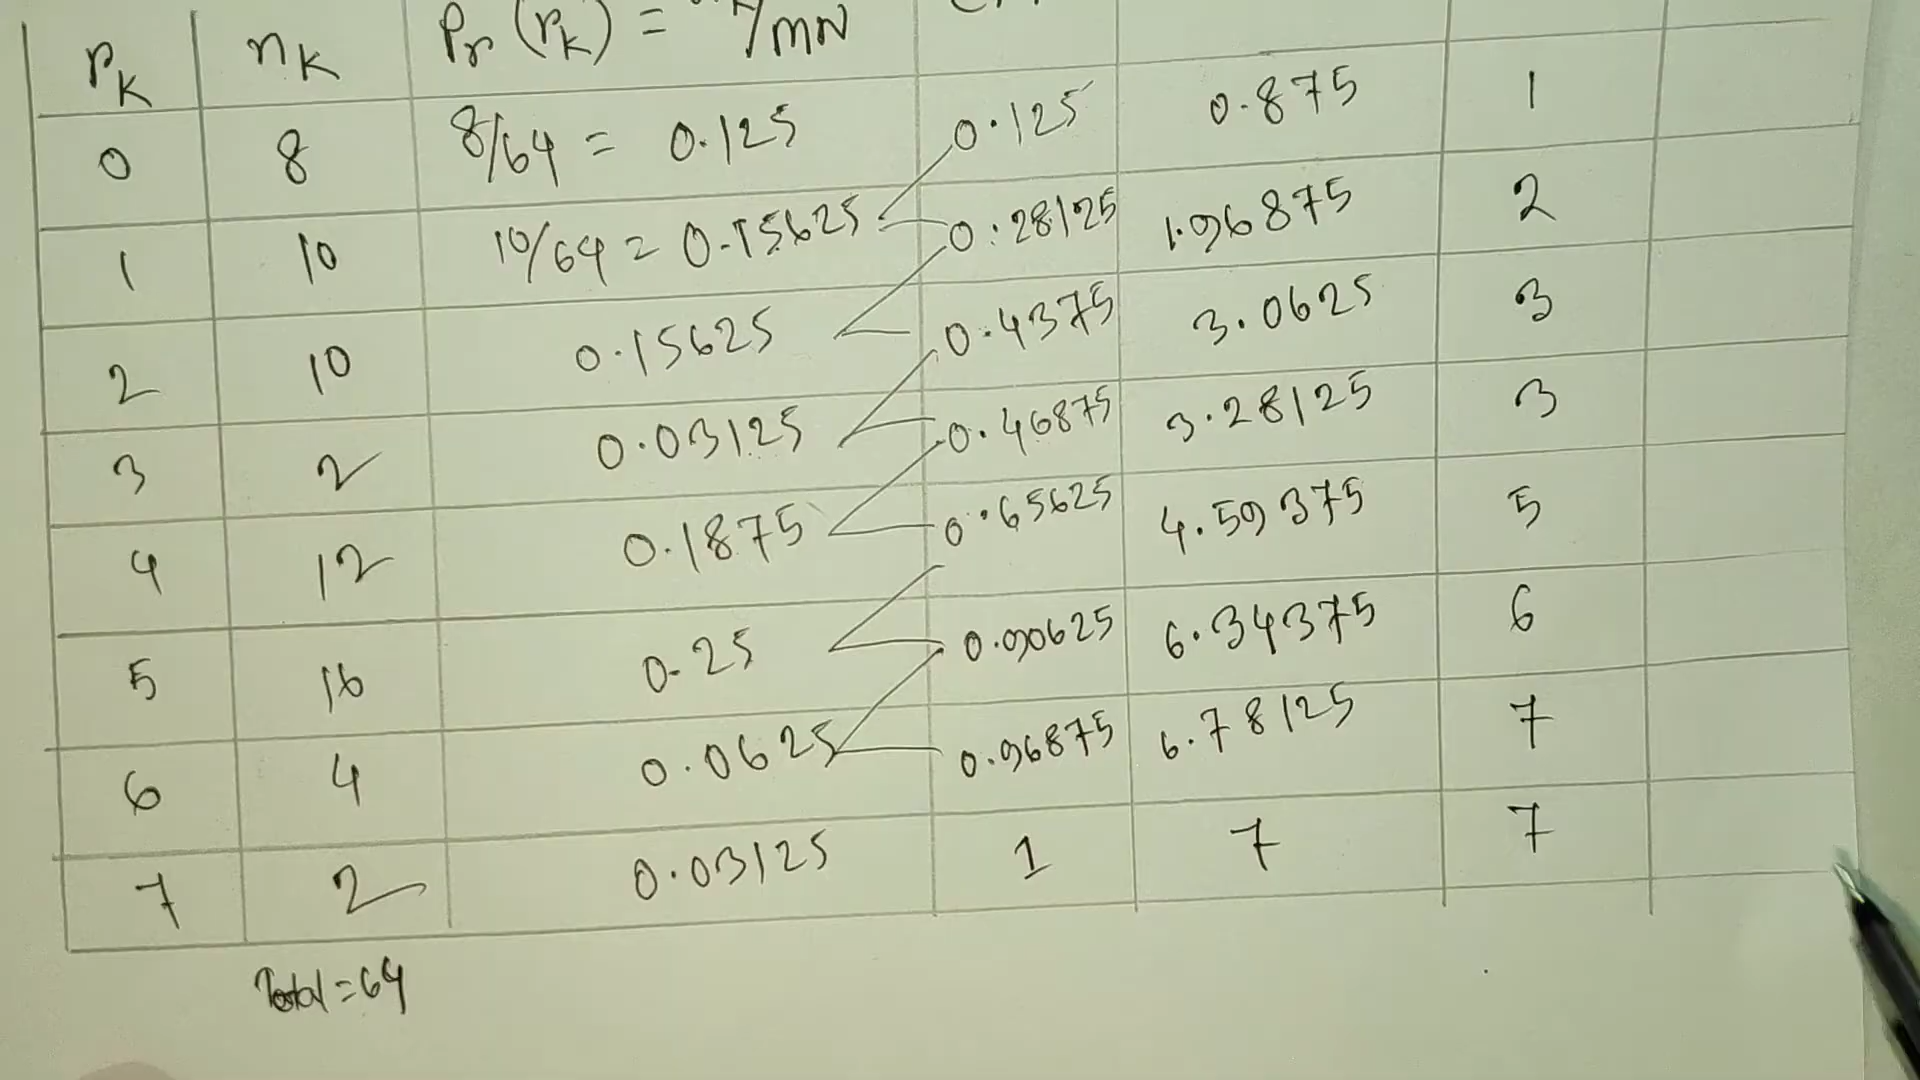 rk nk Pr(rk) = /MN
0 8 8/64 = 0.125 0.125 0.875 1
1 10 10/64 = 0.15625 0.28125 1.96875 2
2 10 0.15625 0.4375 3.0625 3
3 2 0.03125 0.46875 3.28125 3
4 12 0.1875 0.65625 4.59375 5
5 16 0.25 0.90625 6.34375 6
6 4 0.0625 0.96875 6.78125 7
7 2 0.03125 1 7 7
Total = 64